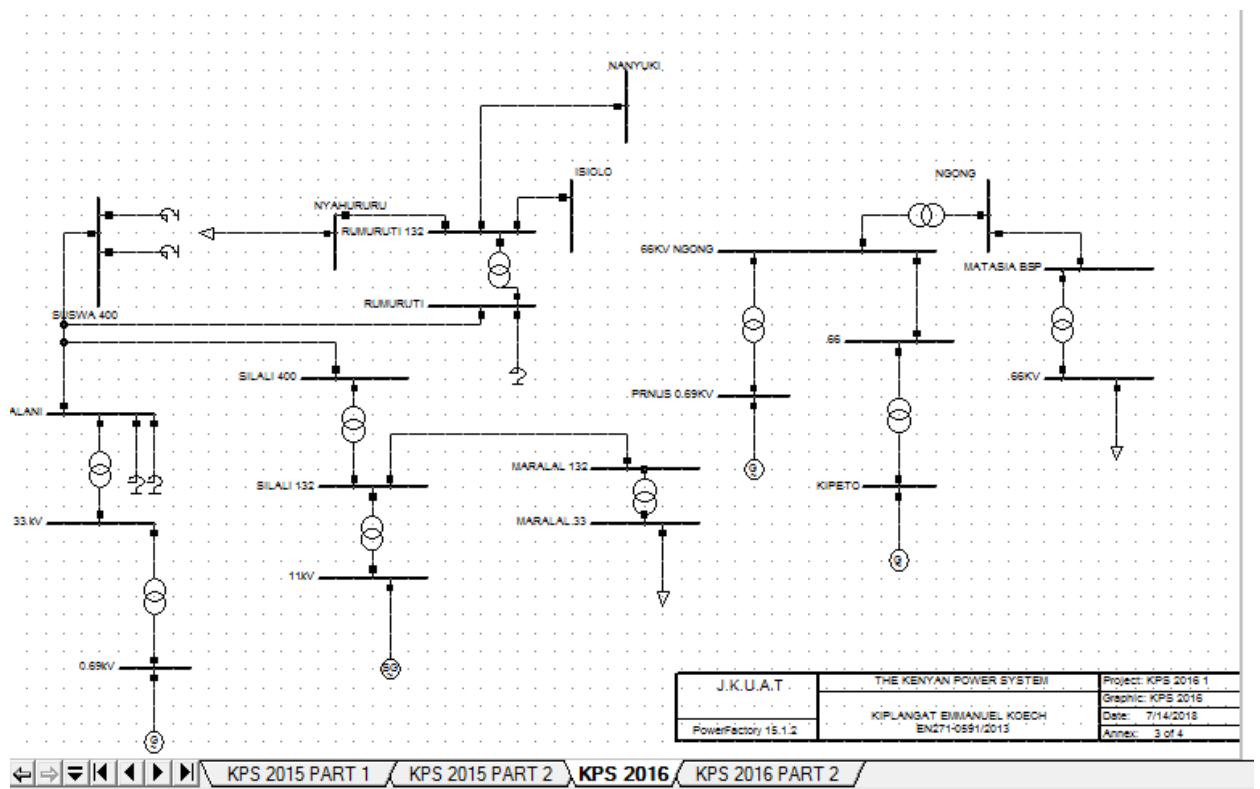 NANYUKI
ISIOLO
NGONG
NYAHURURU
RUMURUTI 132
66KV NGONG
MATASIA BSP
RUMURUTI
SUSWA 400
.66
SILALI 400
.66KV
PRNUS 0.69KV
ALANI
MARALAL 132
SILALI 132
KIPETO
33.kV
MARALAL.33
11kV
G
G
SG
0.69kV
G
J.K.U.A.T
PowerFactory 15.1.2
THE KENYAN POWER SYSTEM
KIPLANGAT EMMANUEL KOECH
EN271-0591/2013
Project: KPS 2016 1
Graphic: KPS 2016
Date: 7/14/2018
Annex: 3 of 4
KPS 2015 PART 1
KPS 2015 PART 2
KPS 2016
KPS 2016 PART 2